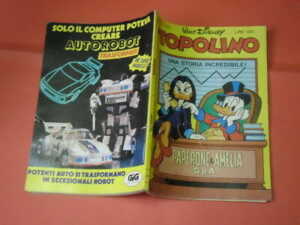 SOLO IL COMPUTER POTEVA
CREARE
AUTOROBOT
TRASFORMER
GiG
POTENTI AUTO SI TRASFORMANO
IN ECCEZIONALI ROBOT
WALT DISNEY
TOPOLINO
UNA STORIA INCREDIBILE!
PAPERONE & AMELIA
S.P.A.